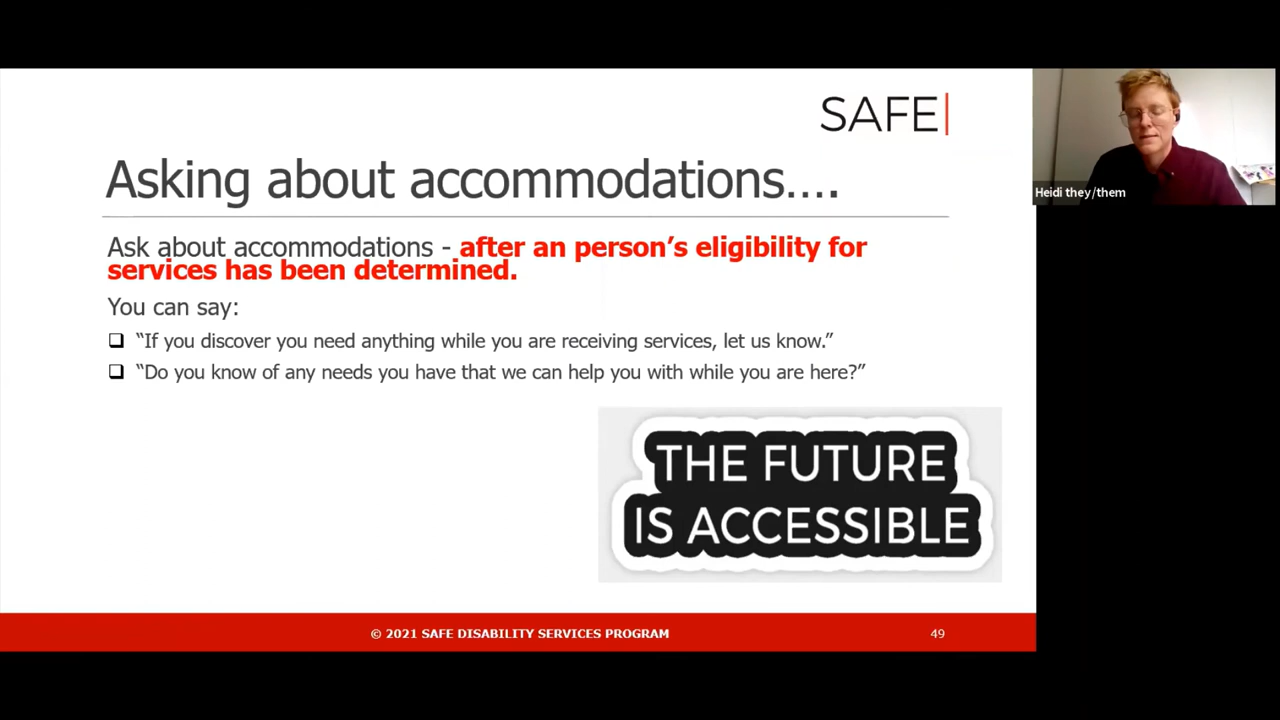 SAFE|
Asking about accommodations....
Ask about accommodations - after an person's eligibility for
services has been determined.
You can say:
❑ “If you discover you need anything while you are receiving services, let us know.”
❑ “Do you know of any needs you have that we can help you with while you are here?”
THE FUTURE
IS ACCESSIBLE
© 2021 SAFE DISABILITY SERVICES PROGRAM
49
Heidi they/them